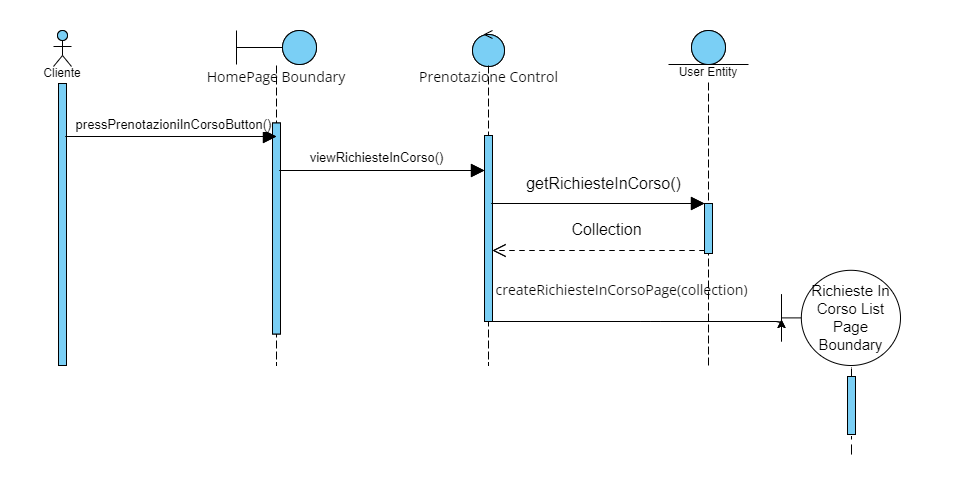 Cliente
HomePage Boundary
Prenotazione Control
User Entity
pressPrenotazioniInCorsoButton()
viewRichiesteInCorso()
getRichiesteInCorso()
Collection
createRichiesteInCorsoPage(collection)
Richieste In
Corso List
Page
Boundary